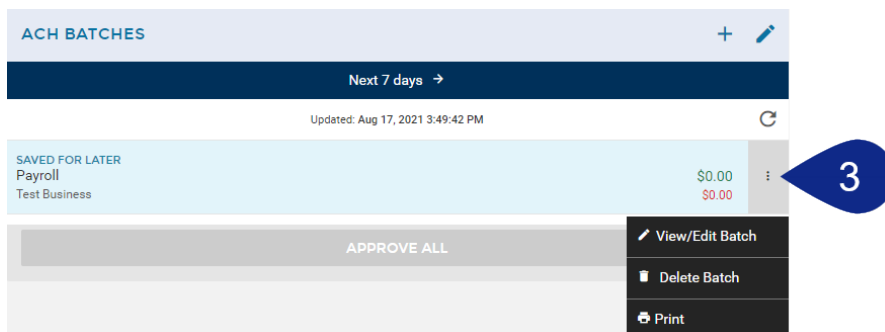 ACH BATCHES
Next 7 days →
Updated: Aug 17, 2021 3:49:42 PM
SAVED FOR LATER
Payroll
$0.00
Test Business
$0.00
3
APPROVE ALL
View/Edit Batch
Delete Batch
Print